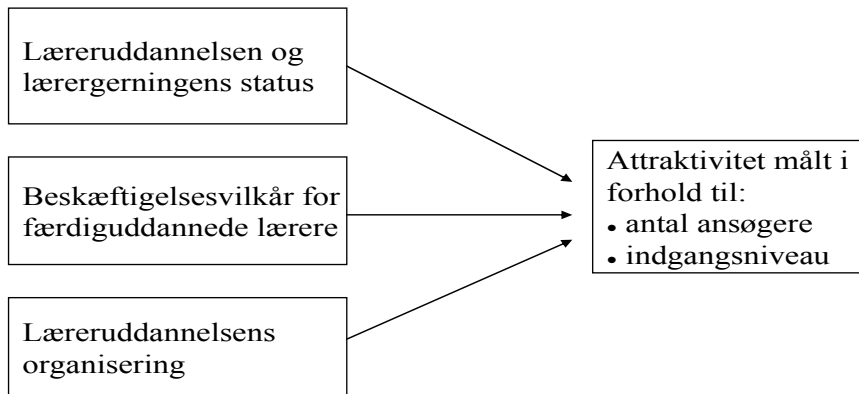 Læreruddannelsen og
lærergerningens status
Beskæftigelsesvilkår for
færdiguddannede lærere
Læreruddannelsens
organisering
Attraktivitet målt i
forhold til:
• antal ansøgere
• indgangsniveau